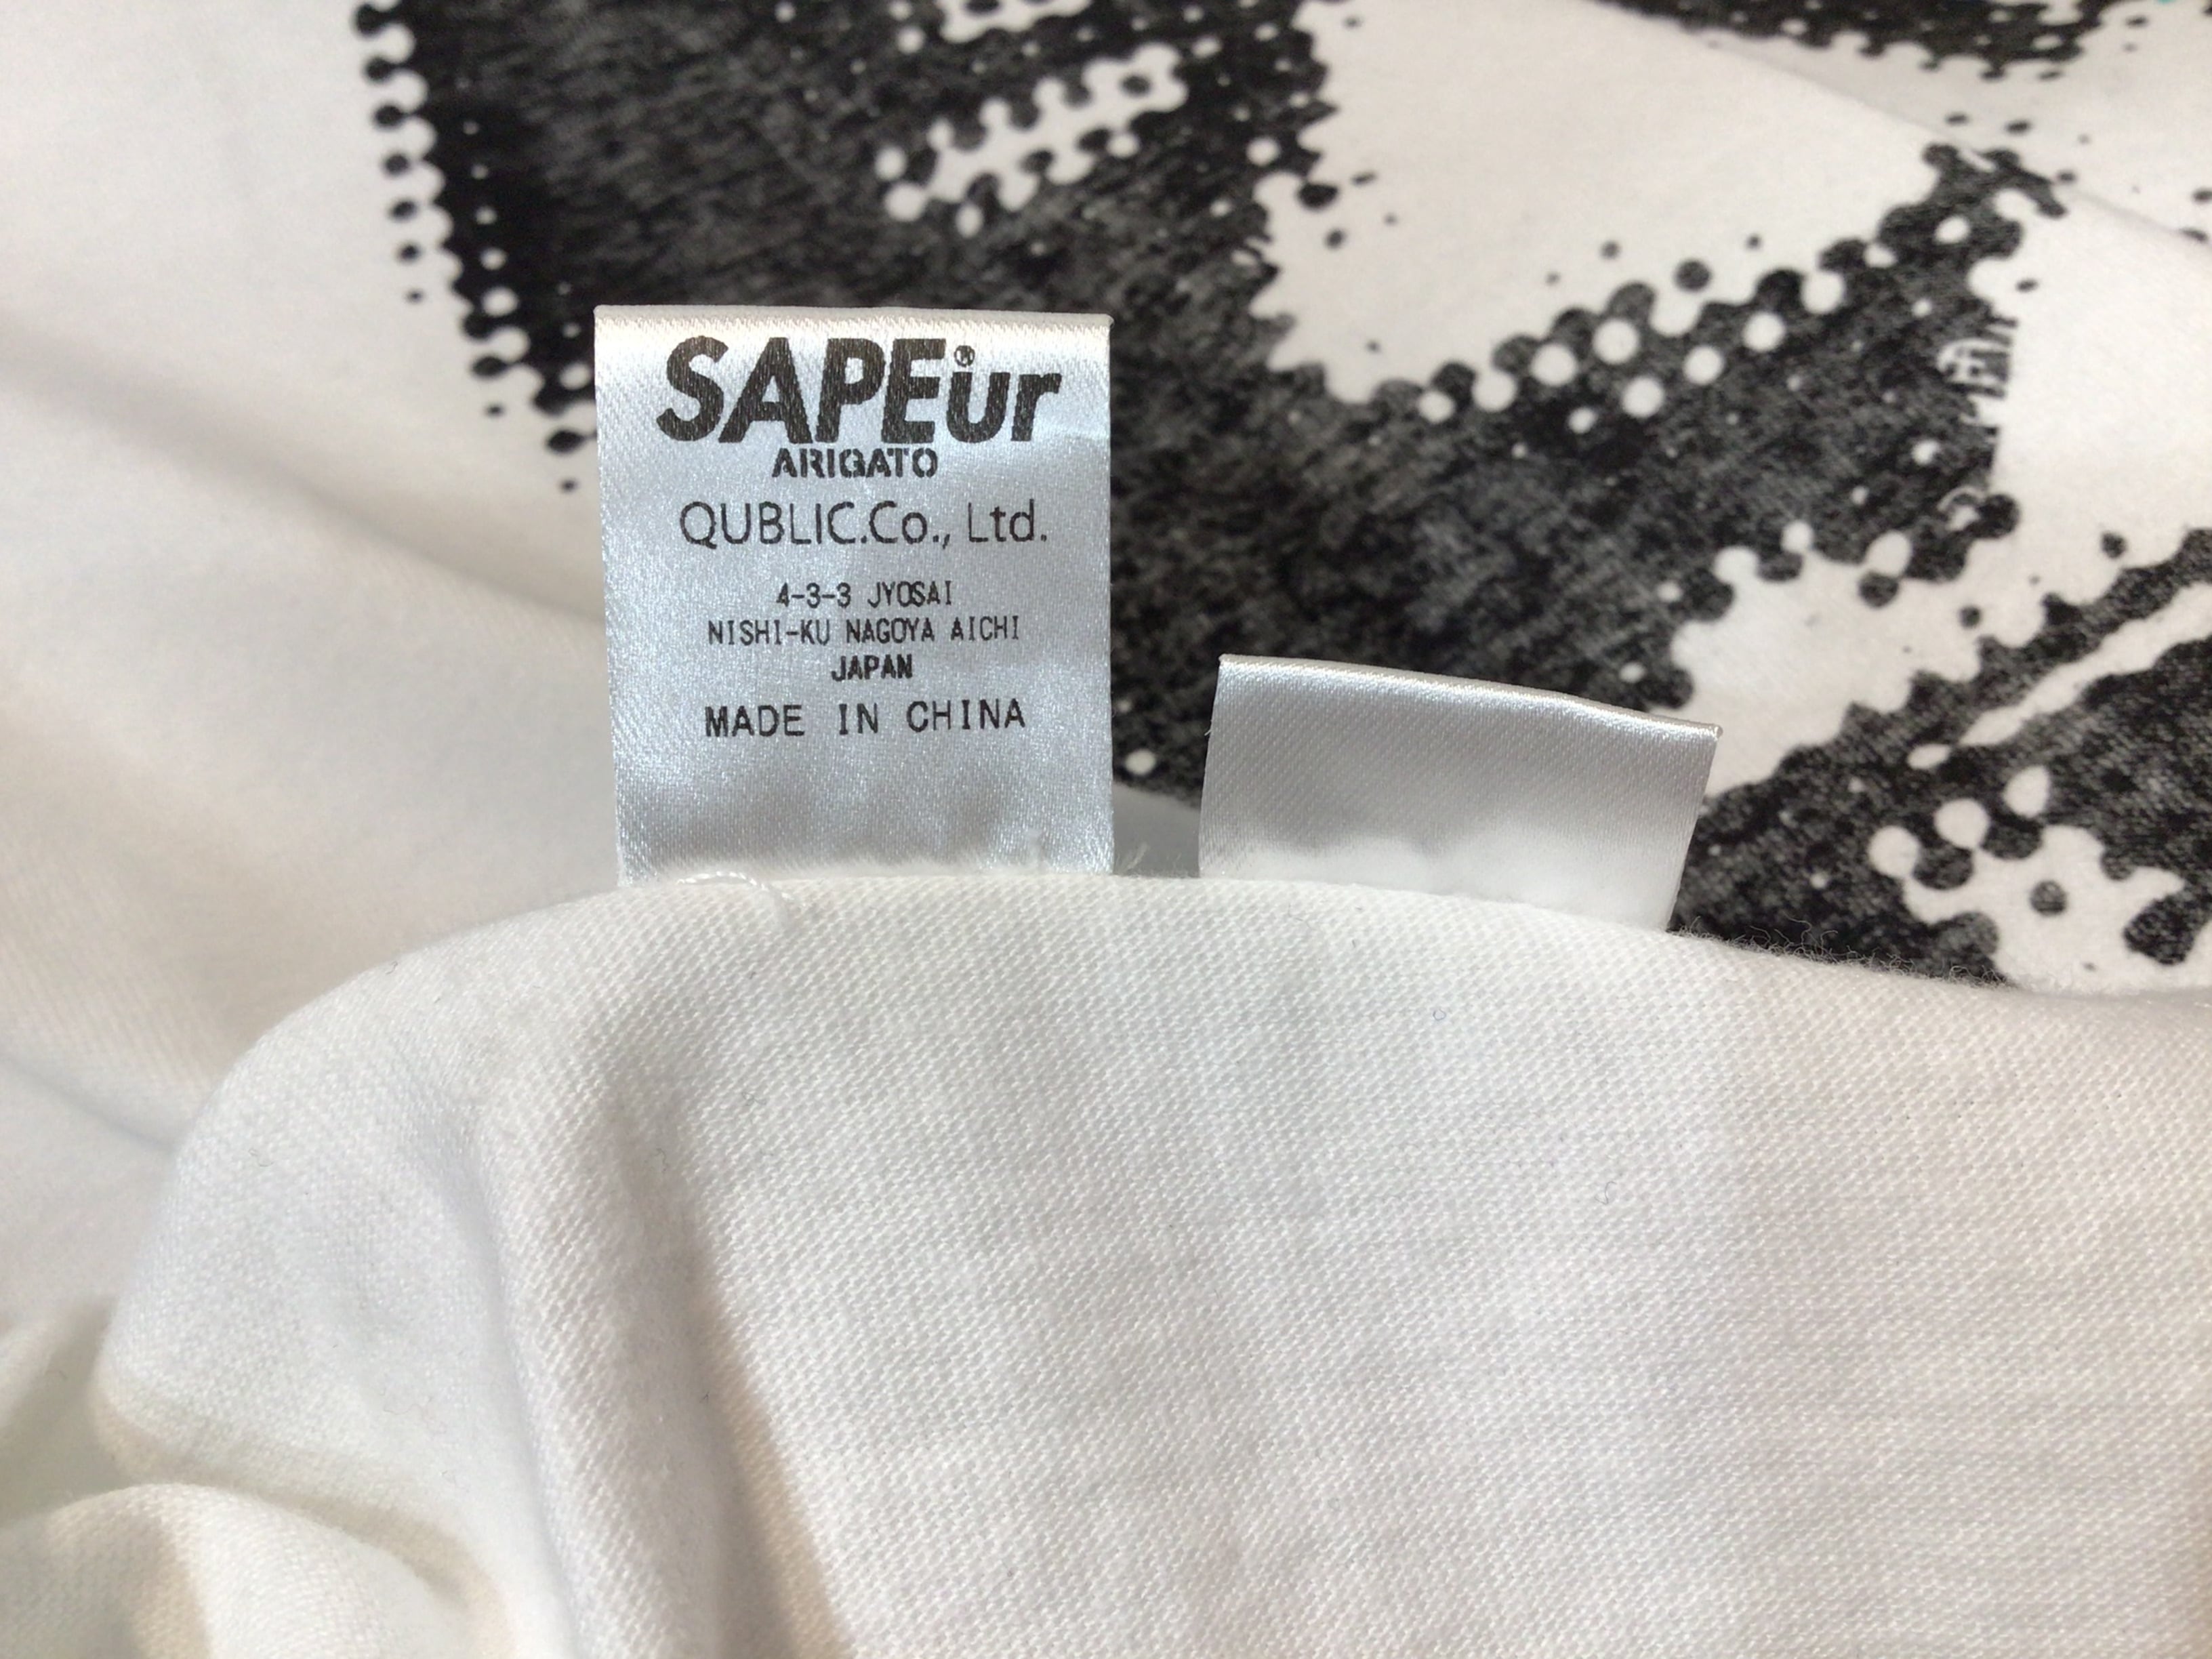 SAPEur®
ARIGATO
QUBLIC.Co., Ltd.
4-3-3 JYOSAI
NISHI-KU NAGOYA AICHI
JAPAN
MADE IN CHINA